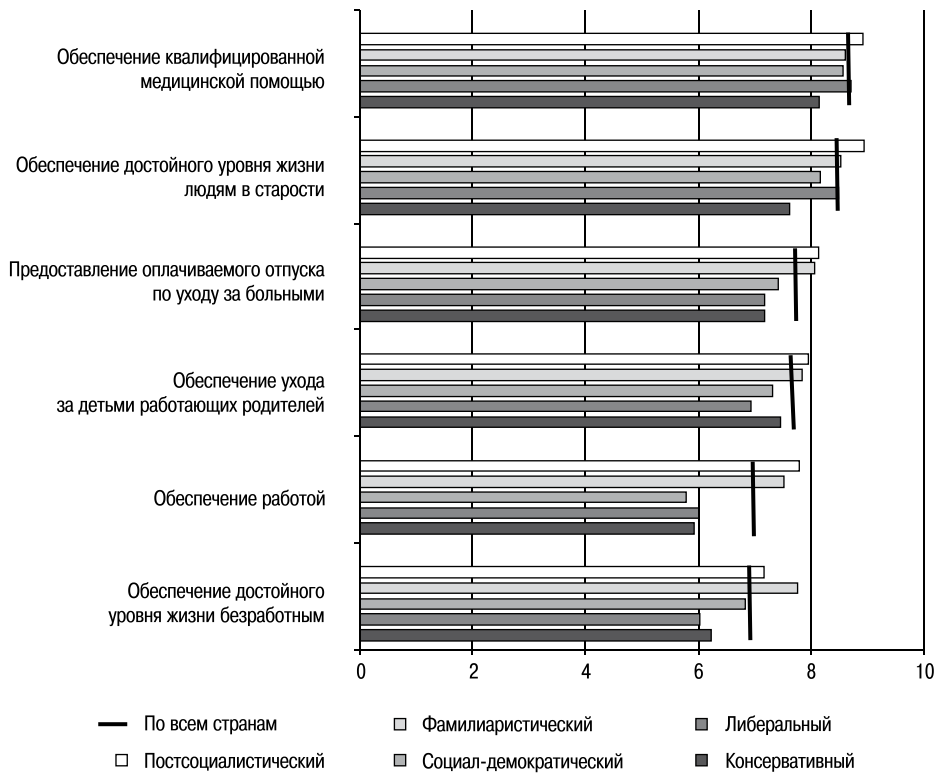 Обеспечение квалифицированной
медицинской помощью
Обеспечение достойного уровня жизни
людям в старости
Предоставление оплачиваемого отпуска
по уходу за больными
Обеспечение ухода
за детьми работающих родителей
Обеспечение работой
Обеспечение достойного
уровня жизни безработным
0 2 4 6 8 10
По всем странам Фамилиаристический Либеральный
Постсоциалистический Социал-демократический Консервативный